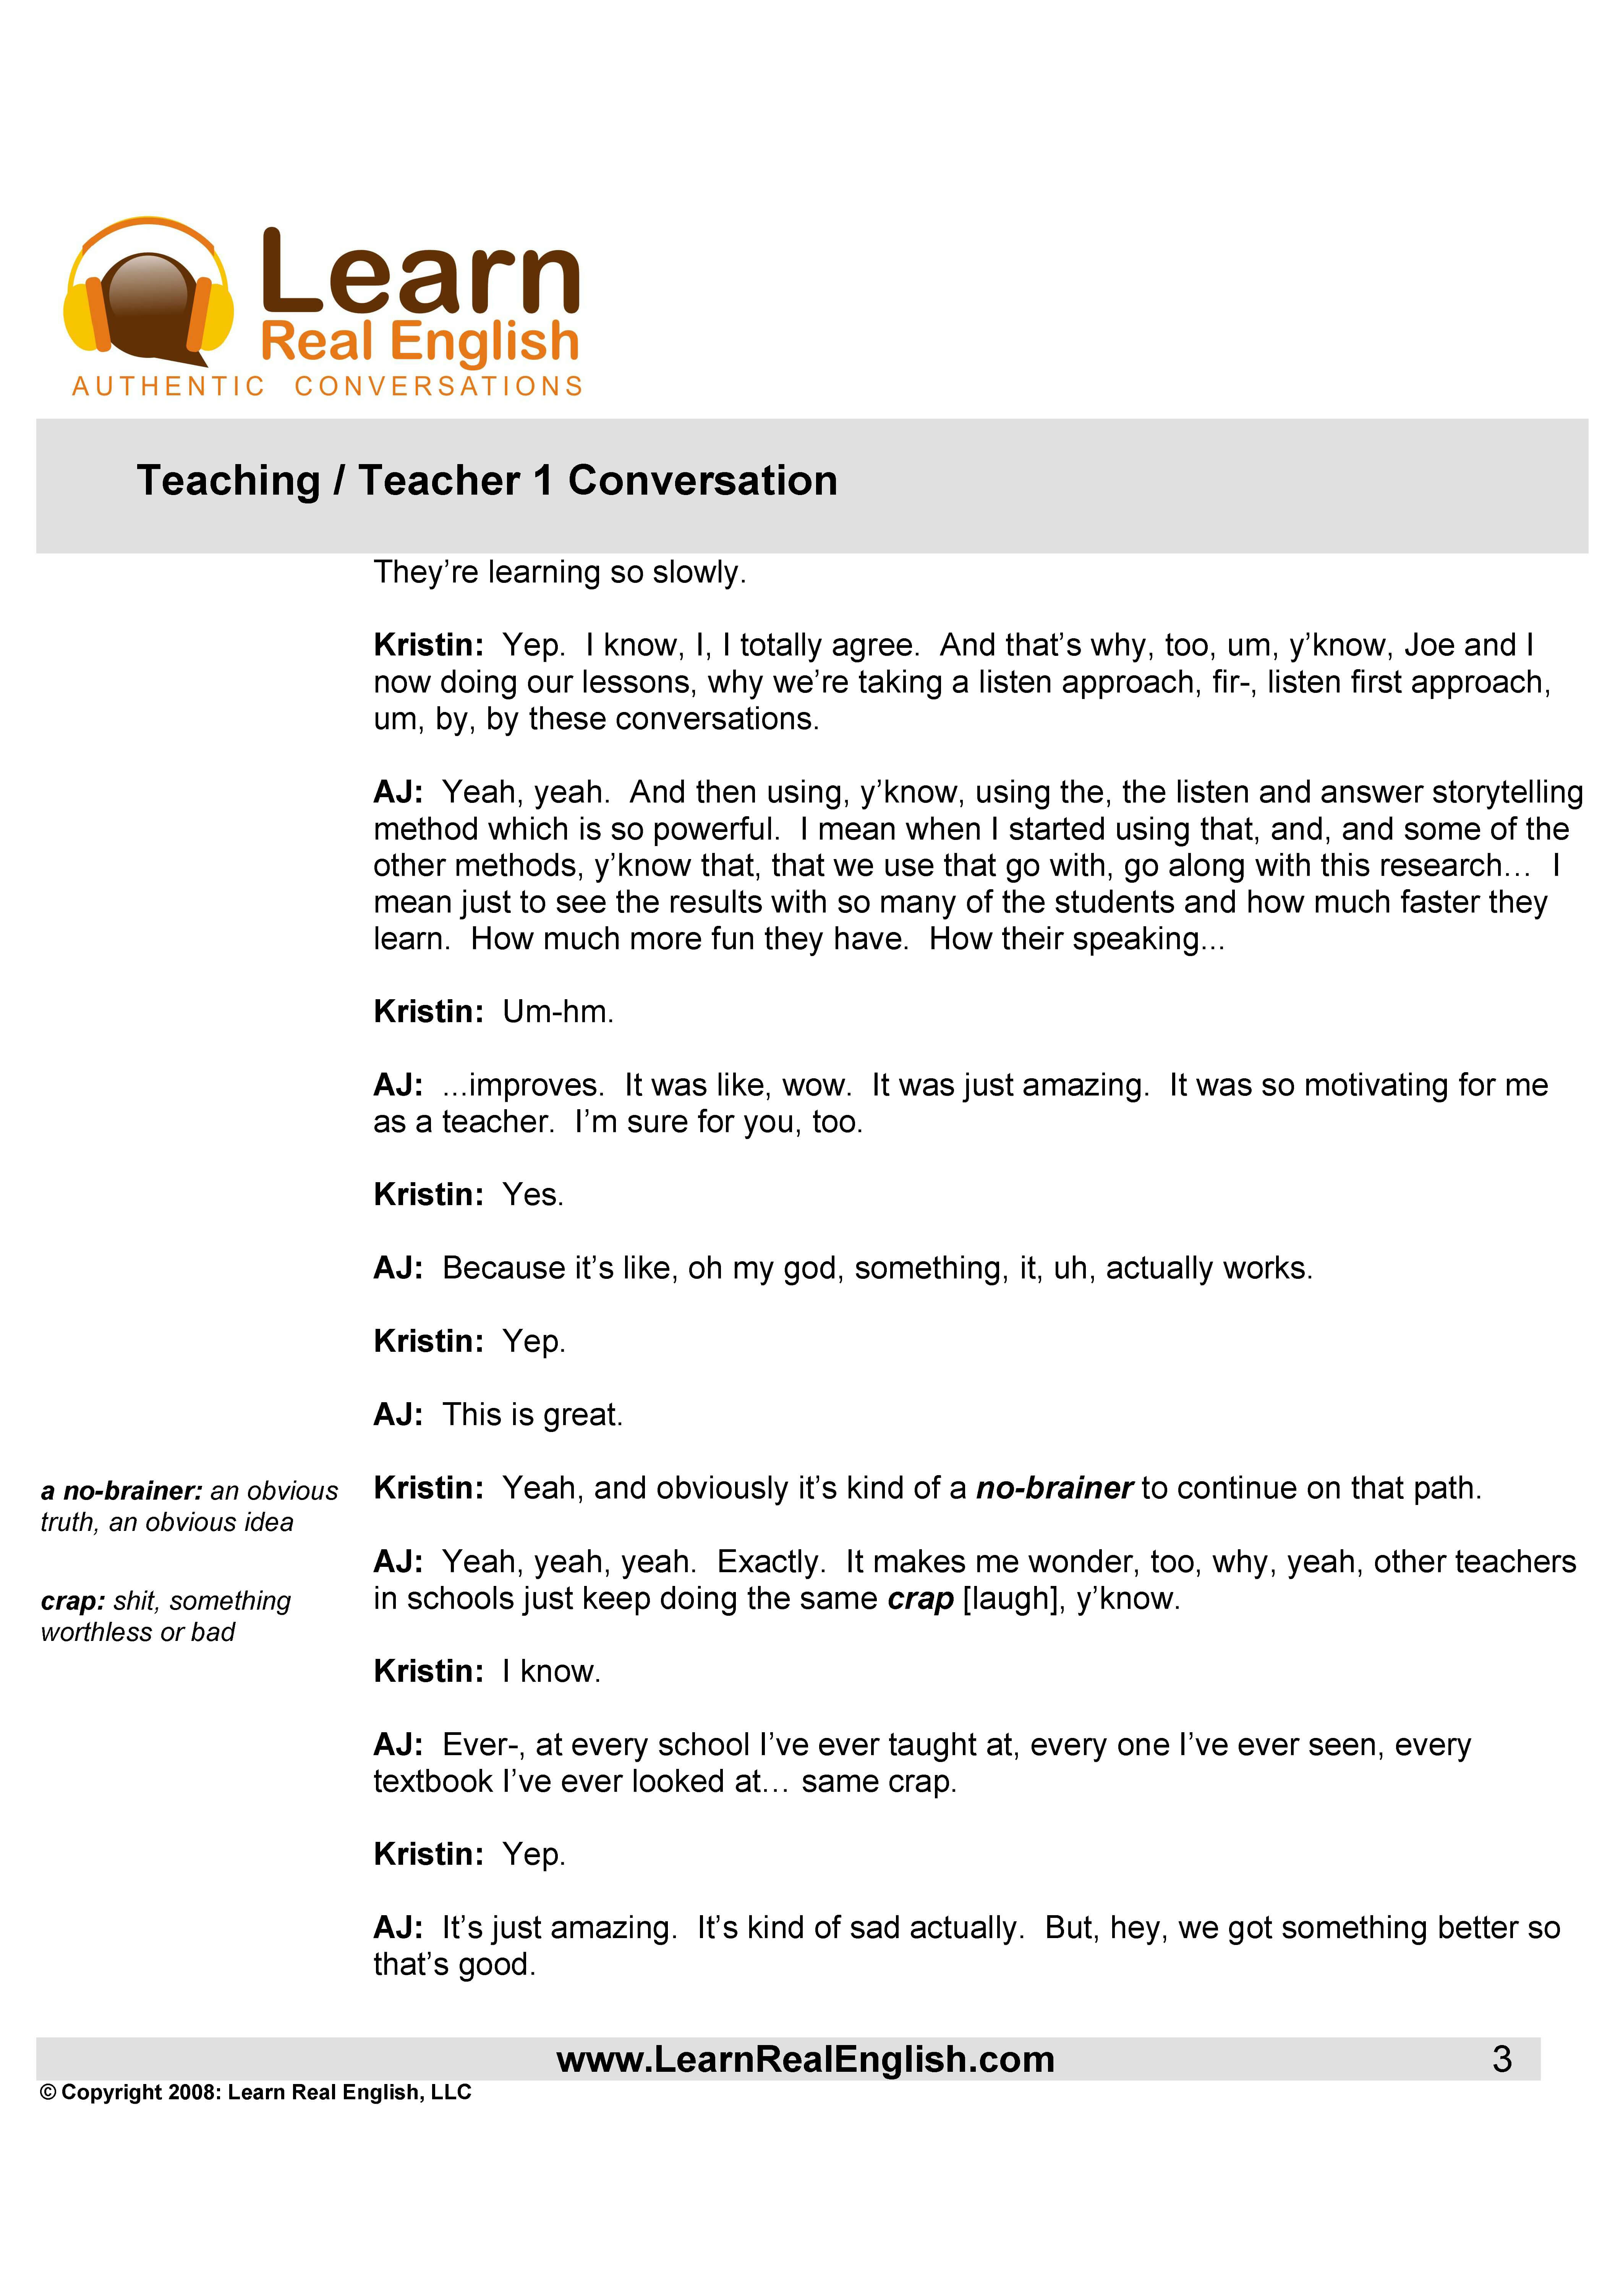 Learn
Real English
AUTHENTIC CONVERSATIONS
Teaching / Teacher 1 Conversation
They’re learning so slowly.
Kristin: Yep. I know, I, I totally agree. And that’s why, too, um, y’know, Joe and I
now doing our lessons, why we’re taking a listen approach, fir-, listen first approach,
um, by, by these conversations.
AJ: Yeah, yeah. And then using, y’know, using the, the listen and answer storytelling
method which is so powerful. I mean when I started using that, and, and some of the
other methods, y’know that, that we use that go with, go along with this research… I
mean just to see the results with so many of the students and how much faster they
learn. How much more fun they have. How their speaking...
Kristin: Um-hm.
AJ: ...improves. It was like, wow. It was just amazing. It was so motivating for me
as a teacher. I’m sure for you, too.
Kristin: Yes.
AJ: Because it’s like, oh my god, something, it, uh, actually works.
Kristin: Yep.
AJ: This is great.
a no-brainer: an obvious
truth, an obvious idea
Kristin: Yeah, and obviously it’s kind of a no-brainer to continue on that path.
AJ: Yeah, yeah, yeah. Exactly. It makes me wonder, too, why, yeah, other teachers
in schools just keep doing the same crap [laugh], y’know.
crap: shit, something
worthless or bad
Kristin: I know.
AJ: Ever-, at every school I’ve ever taught at, every one I’ve ever seen, every
textbook I’ve ever looked at… same crap.
Kristin: Yep.
AJ: It’s just amazing. It’s kind of sad actually. But, hey, we got something better so
that’s good.
www.LearnRealEnglish.com 3
© Copyright 2008: Learn Real English, LLC